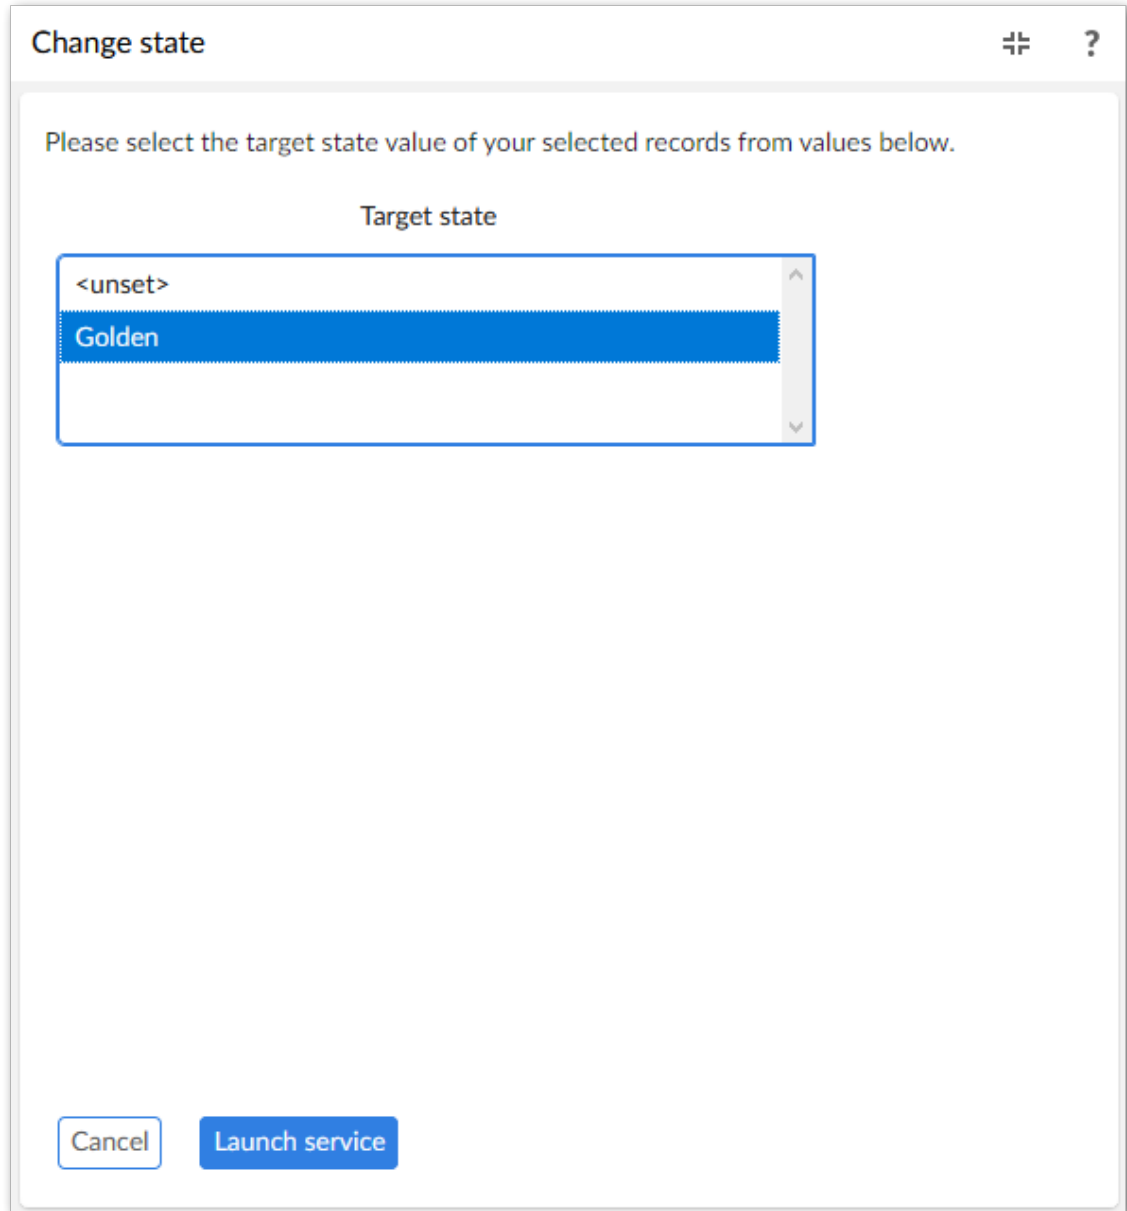 Change state
?
Please select the target state value of your selected records from values below.
Target state
<unset>
Golden
Cancel
Launch service